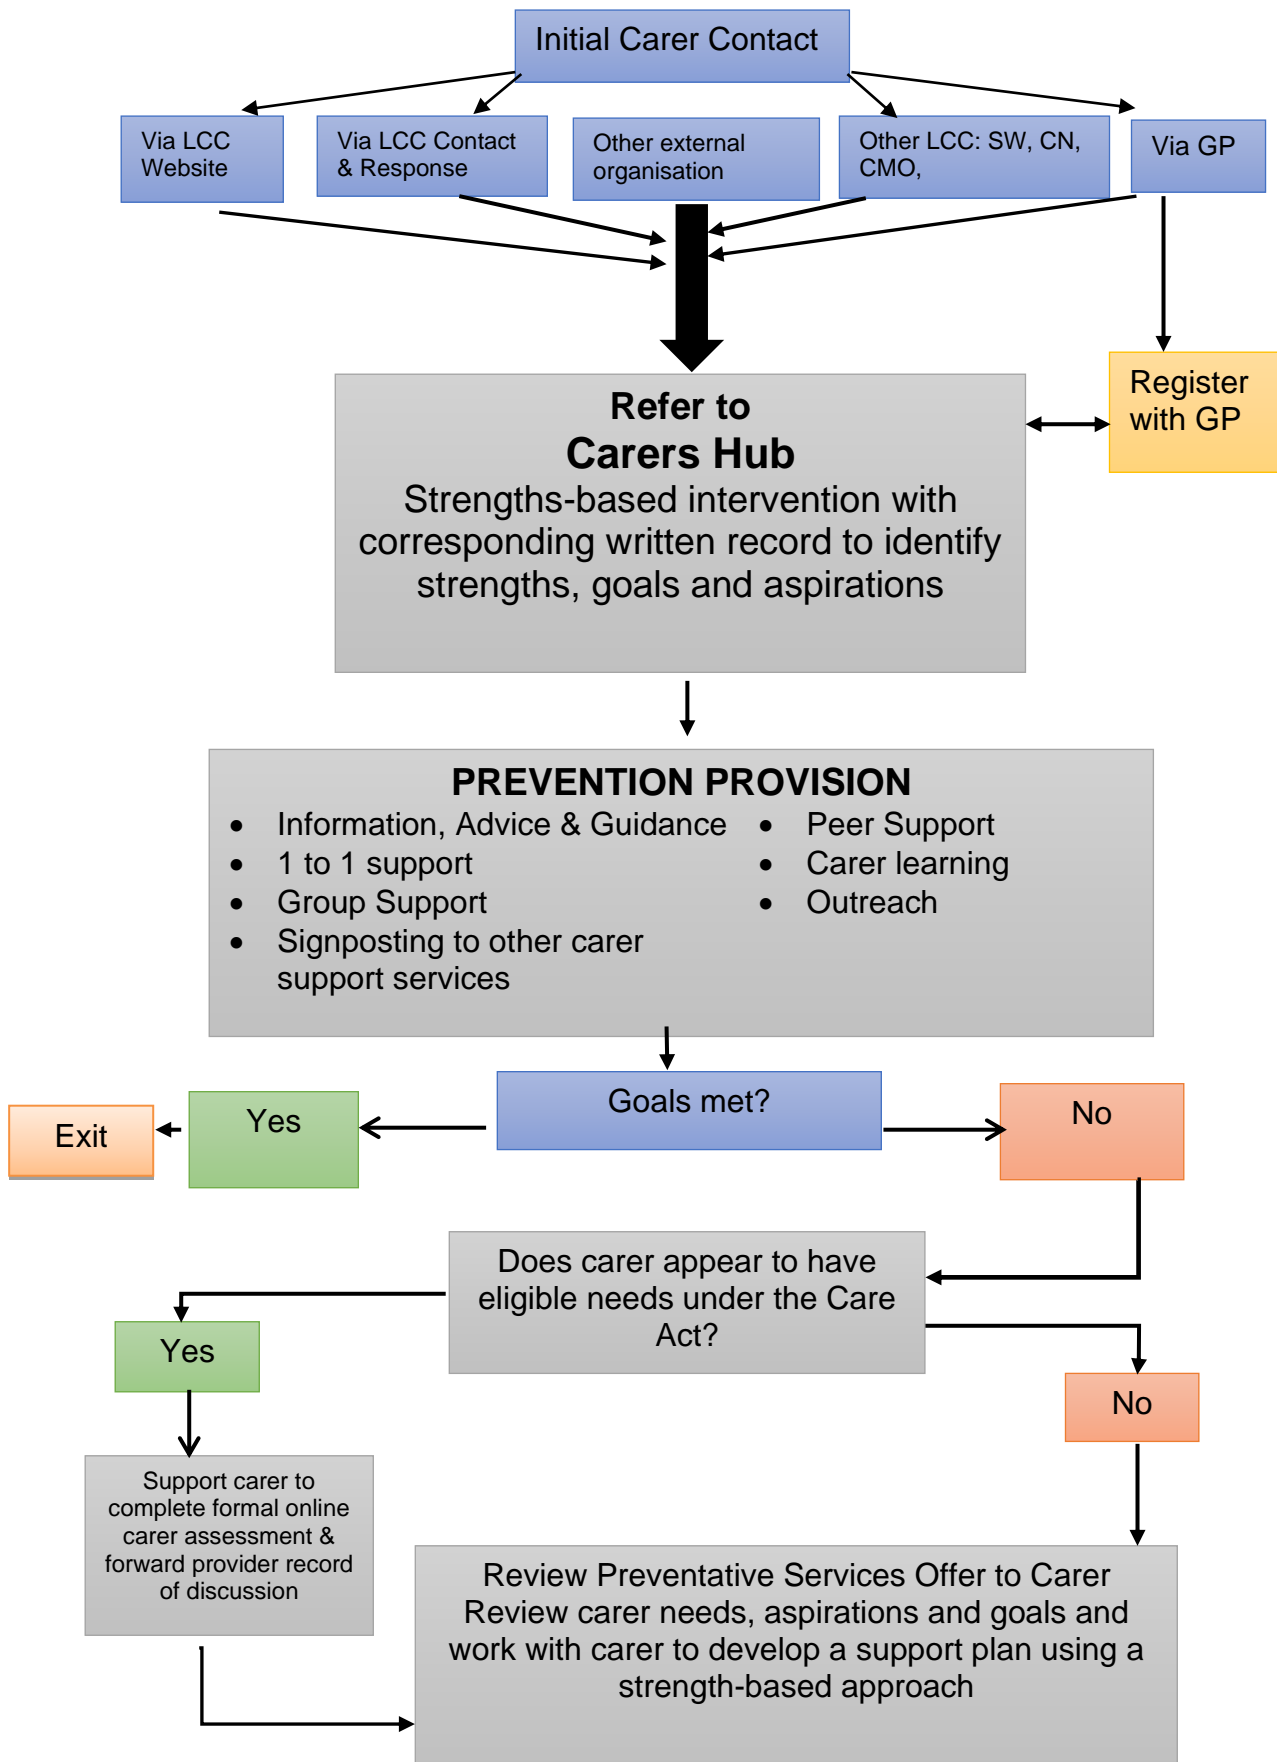 Initial Carer Contact
Via LCC
Website
Via LCC Contact
& Response
Other external
organisation
Other LCC: SW, CN,
CMO,
Via GP
Refer to
Carers Hub
Strengths-based intervention with
corresponding written record to identify
strengths, goals and aspirations
Register
with GP
PREVENTION PROVISION
• Information, Advice & Guidance
• 1 to 1 support
• Group Support
• Signposting to other carer
support services
• Peer Support
• Carer learning
• Outreach
Goals met?
Yes
Exit
No
Does carer appear to have
eligible needs under the Care
Act?
Yes
No
Support carer to
complete formal online
carer assessment &
forward provider record
of discussion
Review Preventative Services Offer to Carer
Review carer needs, aspirations and goals and
work with carer to develop a support plan using a
strength-based approach